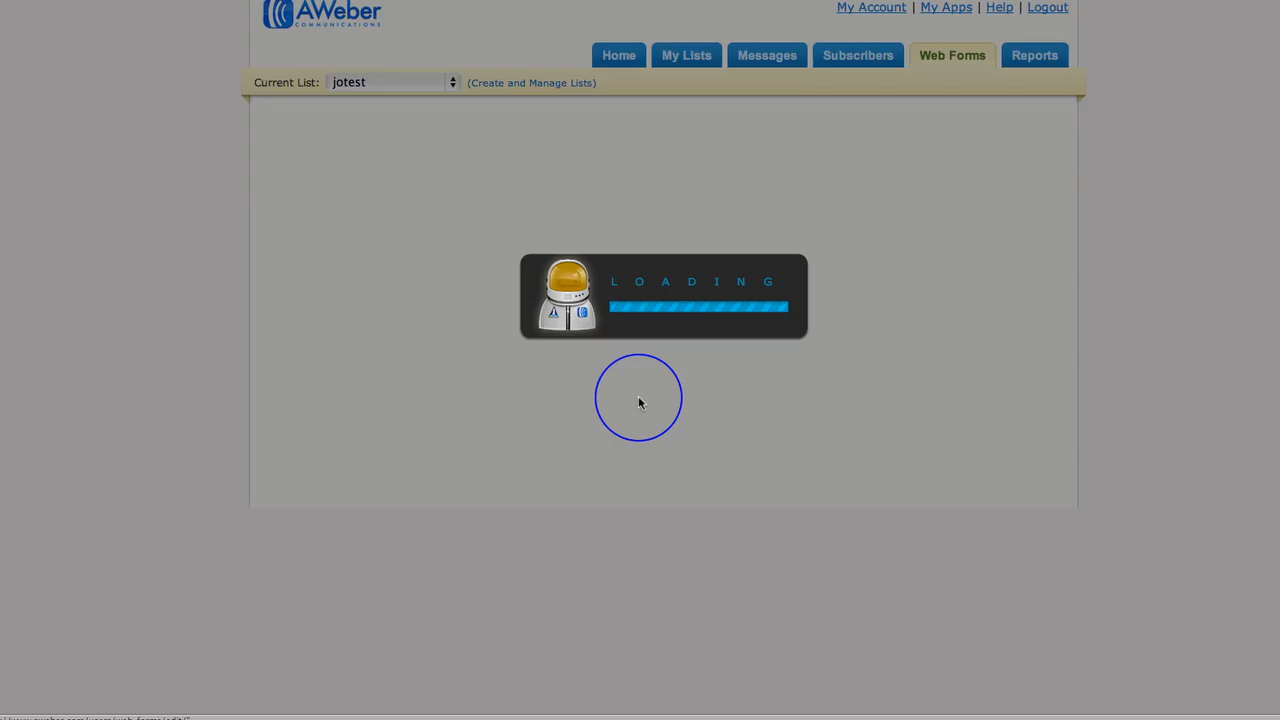 AWeber
COMMUNICATIONS
My Account | My Apps | Help | Logout
Home My Lists Messages Subscribers Web Forms Reports
Current List: jotest (Create and Manage Lists)
LOADING